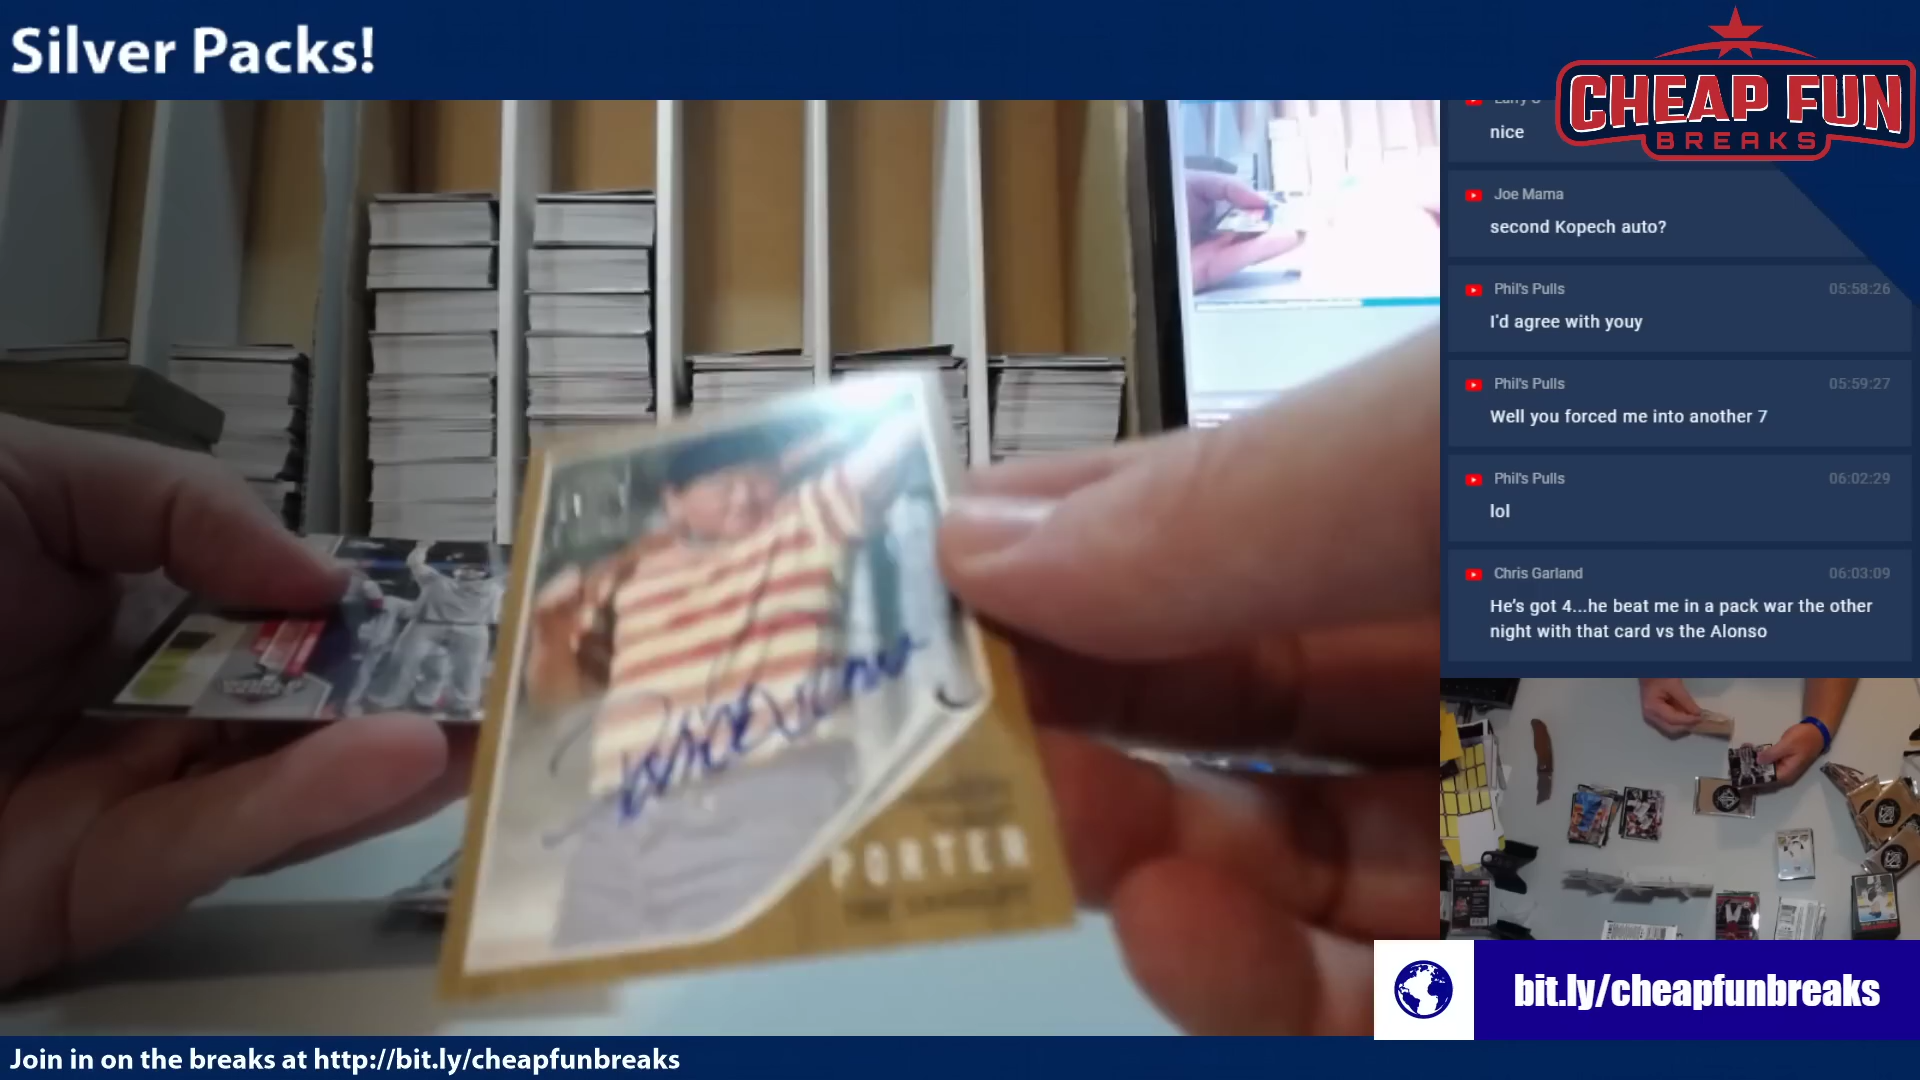 Silver Packs!
CHEAP FUN
BREAKS
nice
Joe Mama
second Kopech auto?
Phil's Pulls 05:58:26
I'd agree with youy
Phil's Pulls 05:59:27
Well you forced me into another 7
Phil's Pulls 06:02:29
lol
Chris Garland 06:03:09
He's got 4...he beat me in a pack war the other
night with that card vs the Alonso
PORTER
bit.ly/cheapfunbreaks
Join in on the breaks at http://bit.ly/cheapfunbreaks